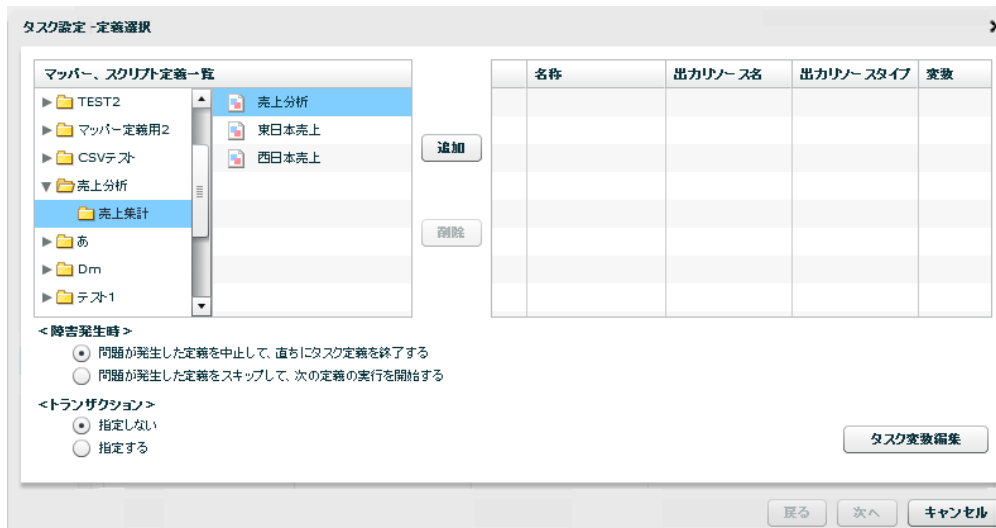 タスク設定 -定義選択
マッパー、スクリプト定義一覧
名称 出力リソース名 出力リソースタイプ 変数
TEST2
マッパー定義用2
CSVテスト
売上分析
売上集計
あ
Dm
テスト1
売上分析
東日本売上
西日本売上
追加
削除
<障害発生時>
問題が発生した定義を中止して、直ちにタスク定義を終了する
問題が発生した定義をスキップして、次の定義の実行を開始する
<トランザクション>
指定しない
指定する
タスク変数編集
戻る 次へ キャンセル